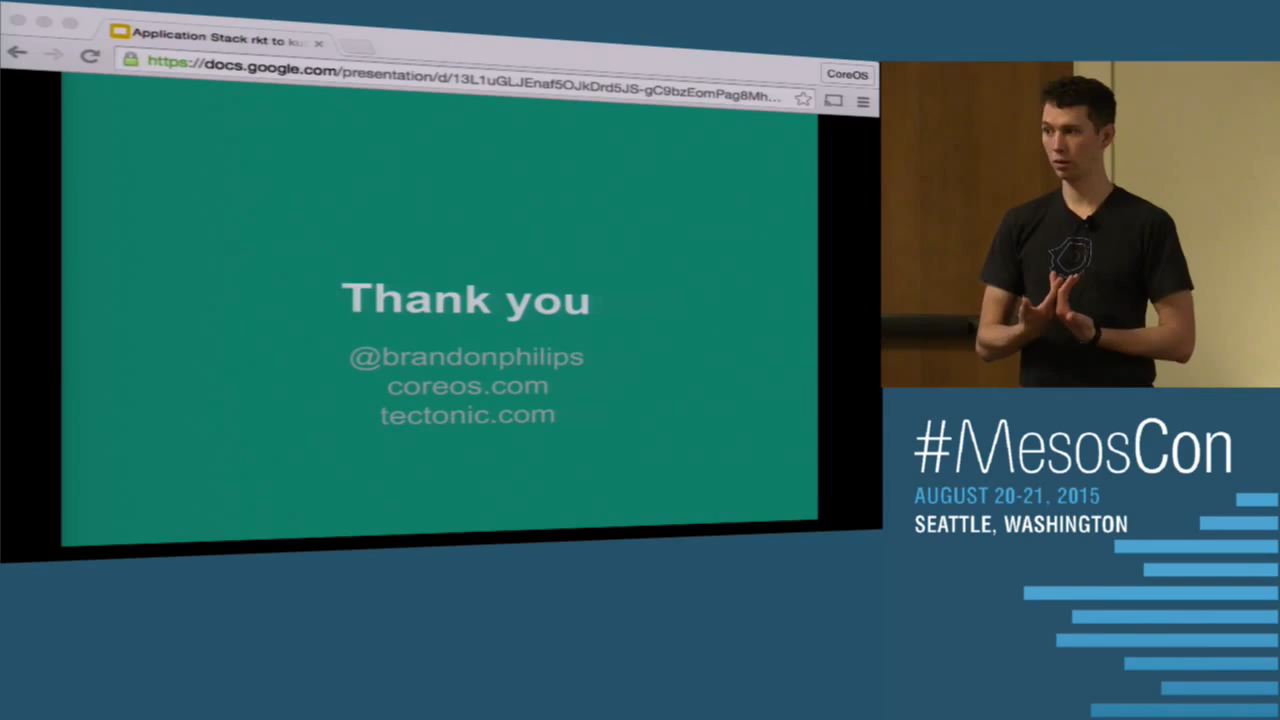 Application Stack rkt to ku
https://docs.google.com/presentation/d/13L1uGLJEnaf5OJkDrd5JS-gC9bzEomPag8Mh...
CoreOS
Thank you
@brandonphilips
coreos.com
tectonic.com
#MesosCon
AUGUST 20-21, 2015
SEATTLE, WASHINGTON